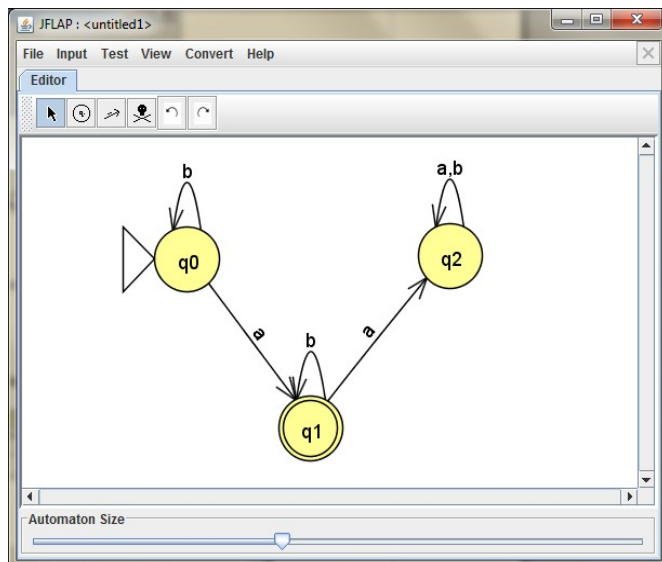 JFLAP : <untitled1>
File Input Test View Convert Help
Editor
b
a,b
q0
q2
a
a
b
q1
Automaton Size